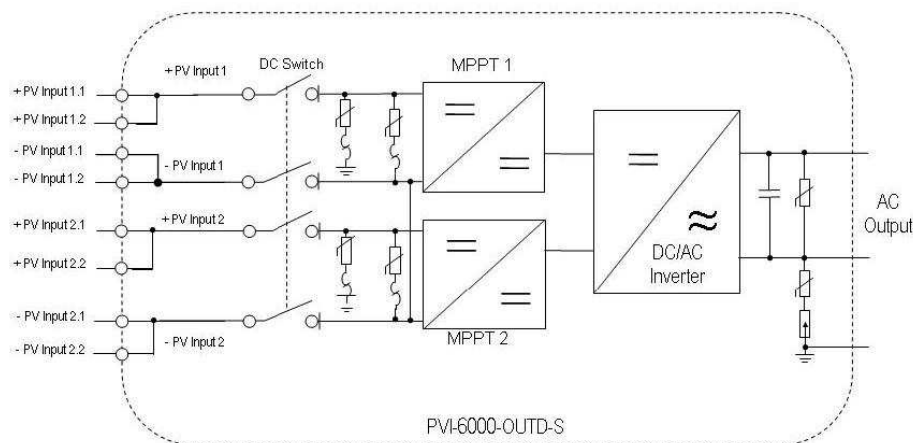 +PV Input 1
DC Switch
MPPT 1
+PV Input 1.1
+PV Input 1.2
- PV Input 1.1
- PV Input 1
- PV Input 1.2
+PV Input 2.1
+PV Input 2
+PV Input 2.2
AC
Output
DC/AC
Inverter
- PV Input 2.1
- PV Input 2
- PV Input 2.2
MPPT 2
PVI-6000-OUTD-S